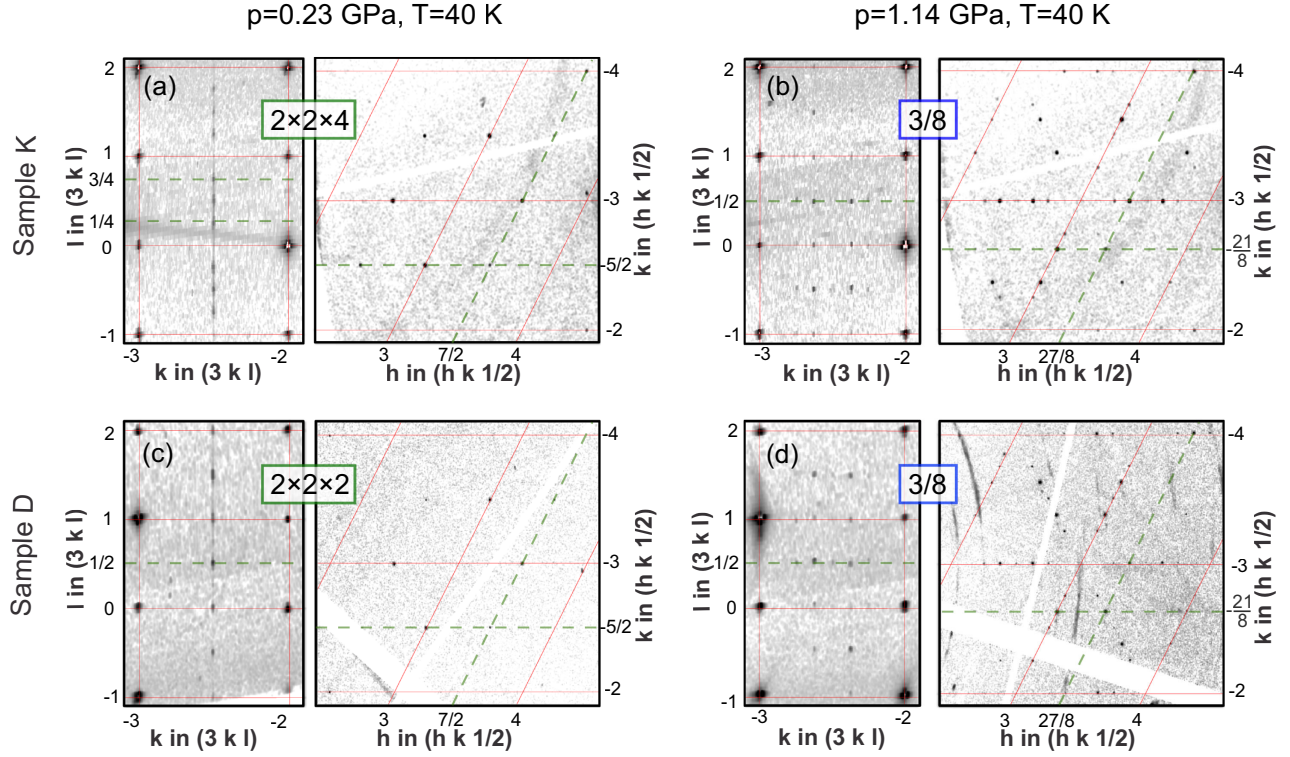 p=0.23 GPa, T=40 K
p=1.14 GPa, T=40 K
Sample K
(a)
2×2×4
l in (3 k l)
2
1
3/4
1/4
0
-1
-3
-2
k in (3 k l)
-4
-3
-5/2
-2
k in (h k 1/2)
3
7/2
4
h in (h k 1/2)
(b)
3/8
l in (3 k l)
2
1
1/2
0
-1
-3
-2
k in (3 k l)
-4
-3
-21/8
-2
k in (h k 1/2)
3
27/8
4
h in (h k 1/2)
Sample D
(c)
2×2×2
l in (3 k l)
2
1
1/2
0
-1
-3
-2
k in (3 k l)
-4
-3
-5/2
-2
k in (h k 1/2)
3
7/2
4
h in (h k 1/2)
(d)
3/8
l in (3 k l)
2
1
1/2
0
-1
-3
-2
k in (3 k l)
-4
-3
-21/8
-2
k in (h k 1/2)
3
27/8
4
h in (h k 1/2)